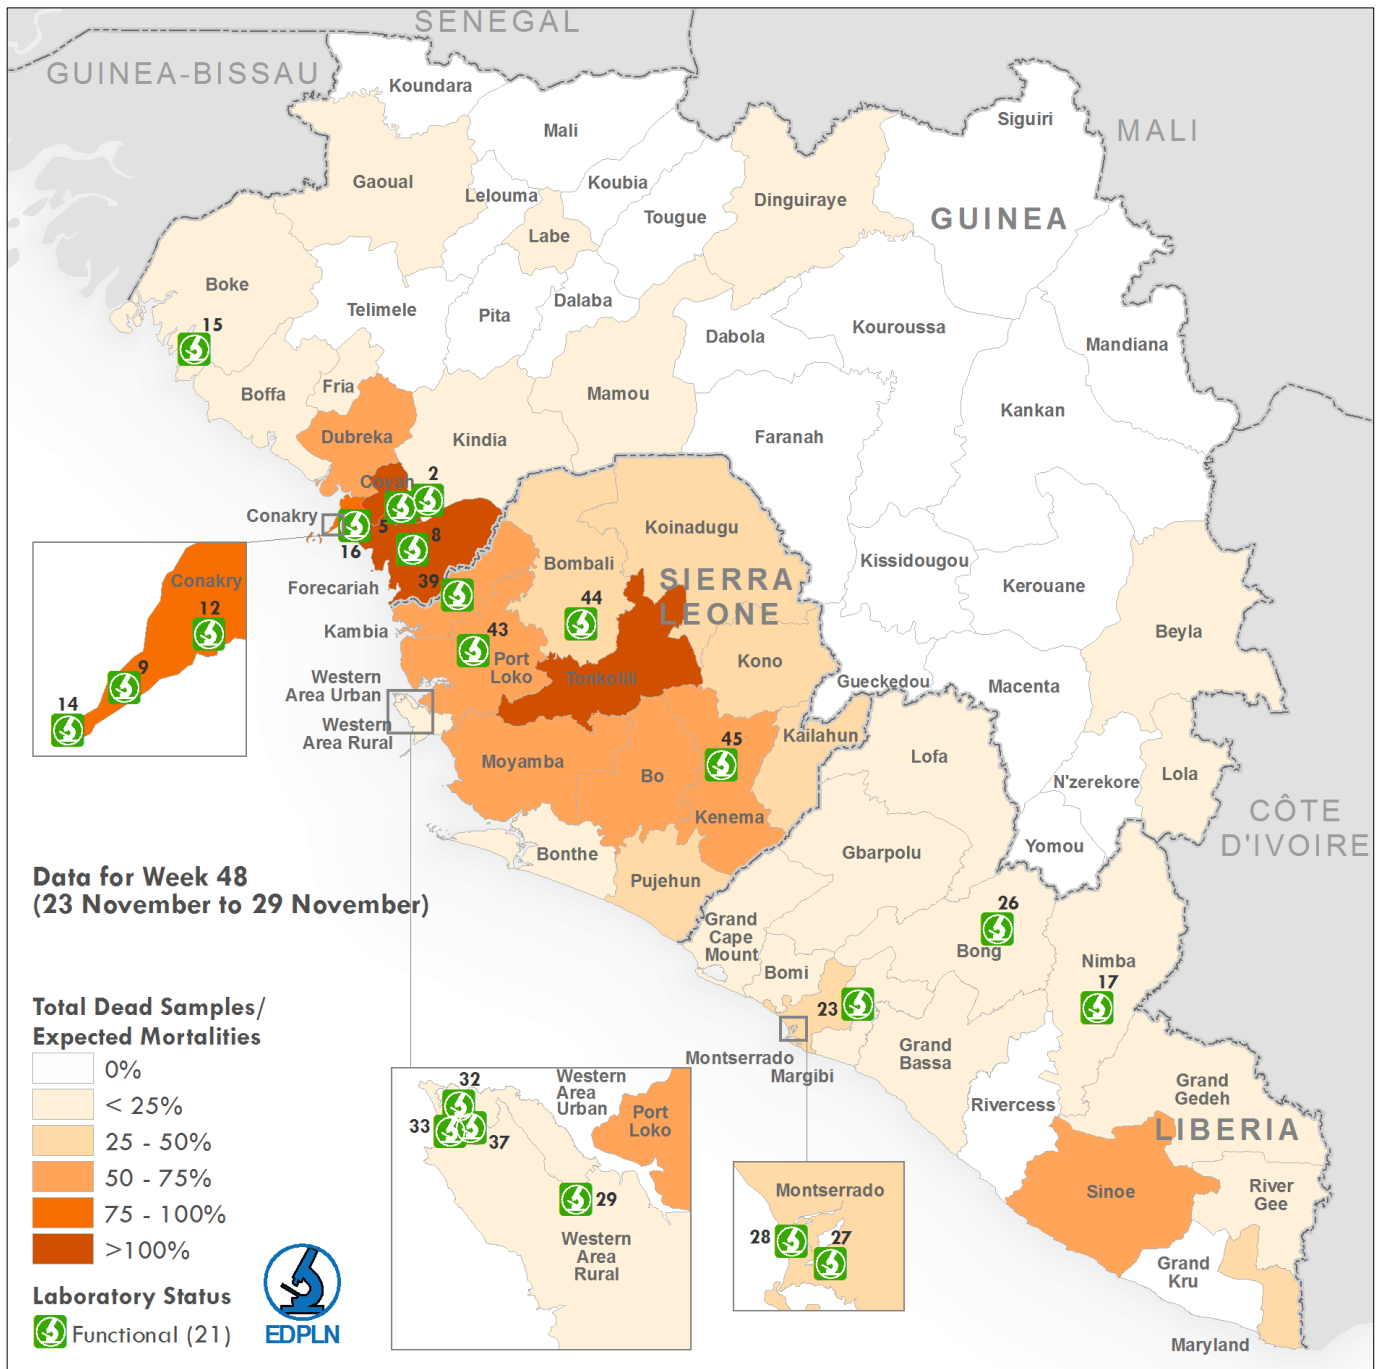 SENEGAL
GUINEA-BISSAU
Koundara
Mali
Siguiri
MALI
Gaoual
Lelouma
Koubia
Tougue
Dinguiraye
GUINEA
Labe
Boke
Telimele
Pita
Dalaba
Dabola
Kouroussa
Mandiana
15
Boffa
Fria
Mamou
Kankan
Dubreka
Kindia
Faranah
Coyah
2
Conakry
5
16
8
Koinadugu
Forecariah
39
Bombali
SIERRA
LEONE
Kissidougou
Kerouane
Conakry
12
9
14
Kambia
43
44
Port
Loko
Tonkolili
Kono
Beyla
Western
Area Urban
Western
Area Rural
Gueckedou
Macenta
Moyamba
Bo
45
Kailahun
Lofa
N'zerekore
Lola
CÔTE
D'IVOIRE
Kenema
Bonthe
Pujehun
Gbarpolu
Yomou
Data for Week 48
(23 November to 29 November)
Grand
Cape
Mount
26
Bong
Bomi
Nimba
17
23
Montserrado
Margibi
Grand
Bassa
Rivercess
Grand
Gedeh
LIBERIA
Sinoe
River
Gee
Grand
Kru
Maryland
Total Dead Samples/
Expected Mortalities
0%
< 25%
25 - 50%
50 - 75%
75 - 100%
>100%
Laboratory Status
Functional (21)
EDPLN
32
33
37
Western
Area
Urban
Port
Loko
29
Western
Area
Rural
Montserrado
28
27